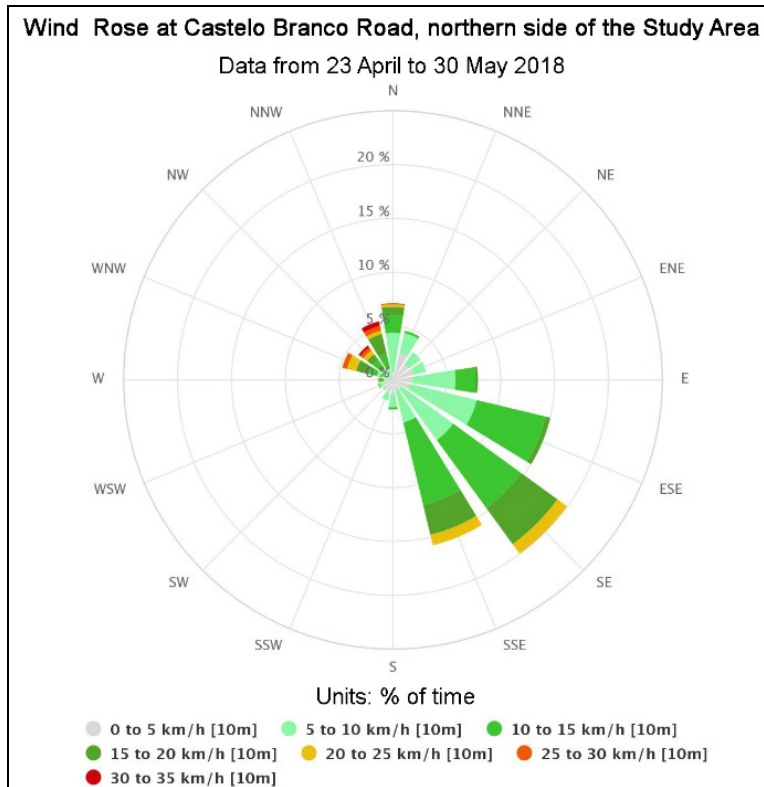 Wind Rose at Castelo Branco Road, northern side of the Study Area
Data from 23 April to 30 May 2018
N
NNW NNE
20 %
NW NE
15 %
WNW 10 % ENE
5 %
W 0 % E
WSW ESE
SW SE
SSW SSE
S
Units: % of time
0 to 5 km/h [10m] 5 to 10 km/h [10m] 10 to 15 km/h [10m]
15 to 20 km/h [10m] 20 to 25 km/h [10m] 25 to 30 km/h [10m]
30 to 35 km/h [10m]